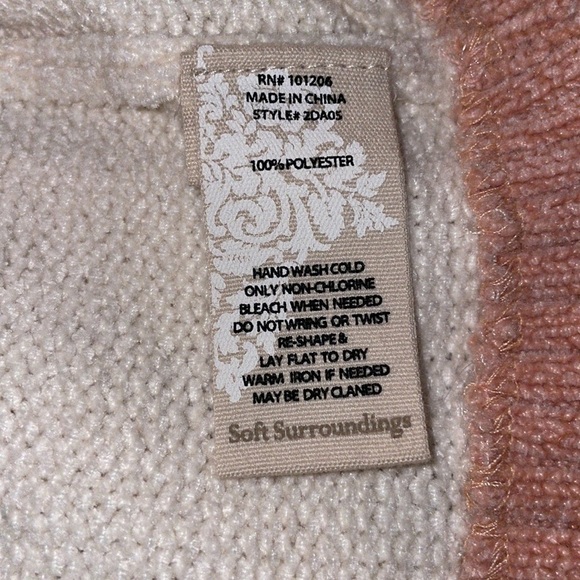 RN# 101206
MADE IN CHINA
STYLE# 2DA05
100% POLYESTER
HAND WASH COLD
ONLY NON-CHLORINE
BLEACH WHEN NEEDED
DO NOT WRING OR TWIST
RE-SHAPE &
LAY FLAT TO DRY
WARM IRON IF NEEDED
MAY BE DRY CLANED
Soft Surroundings